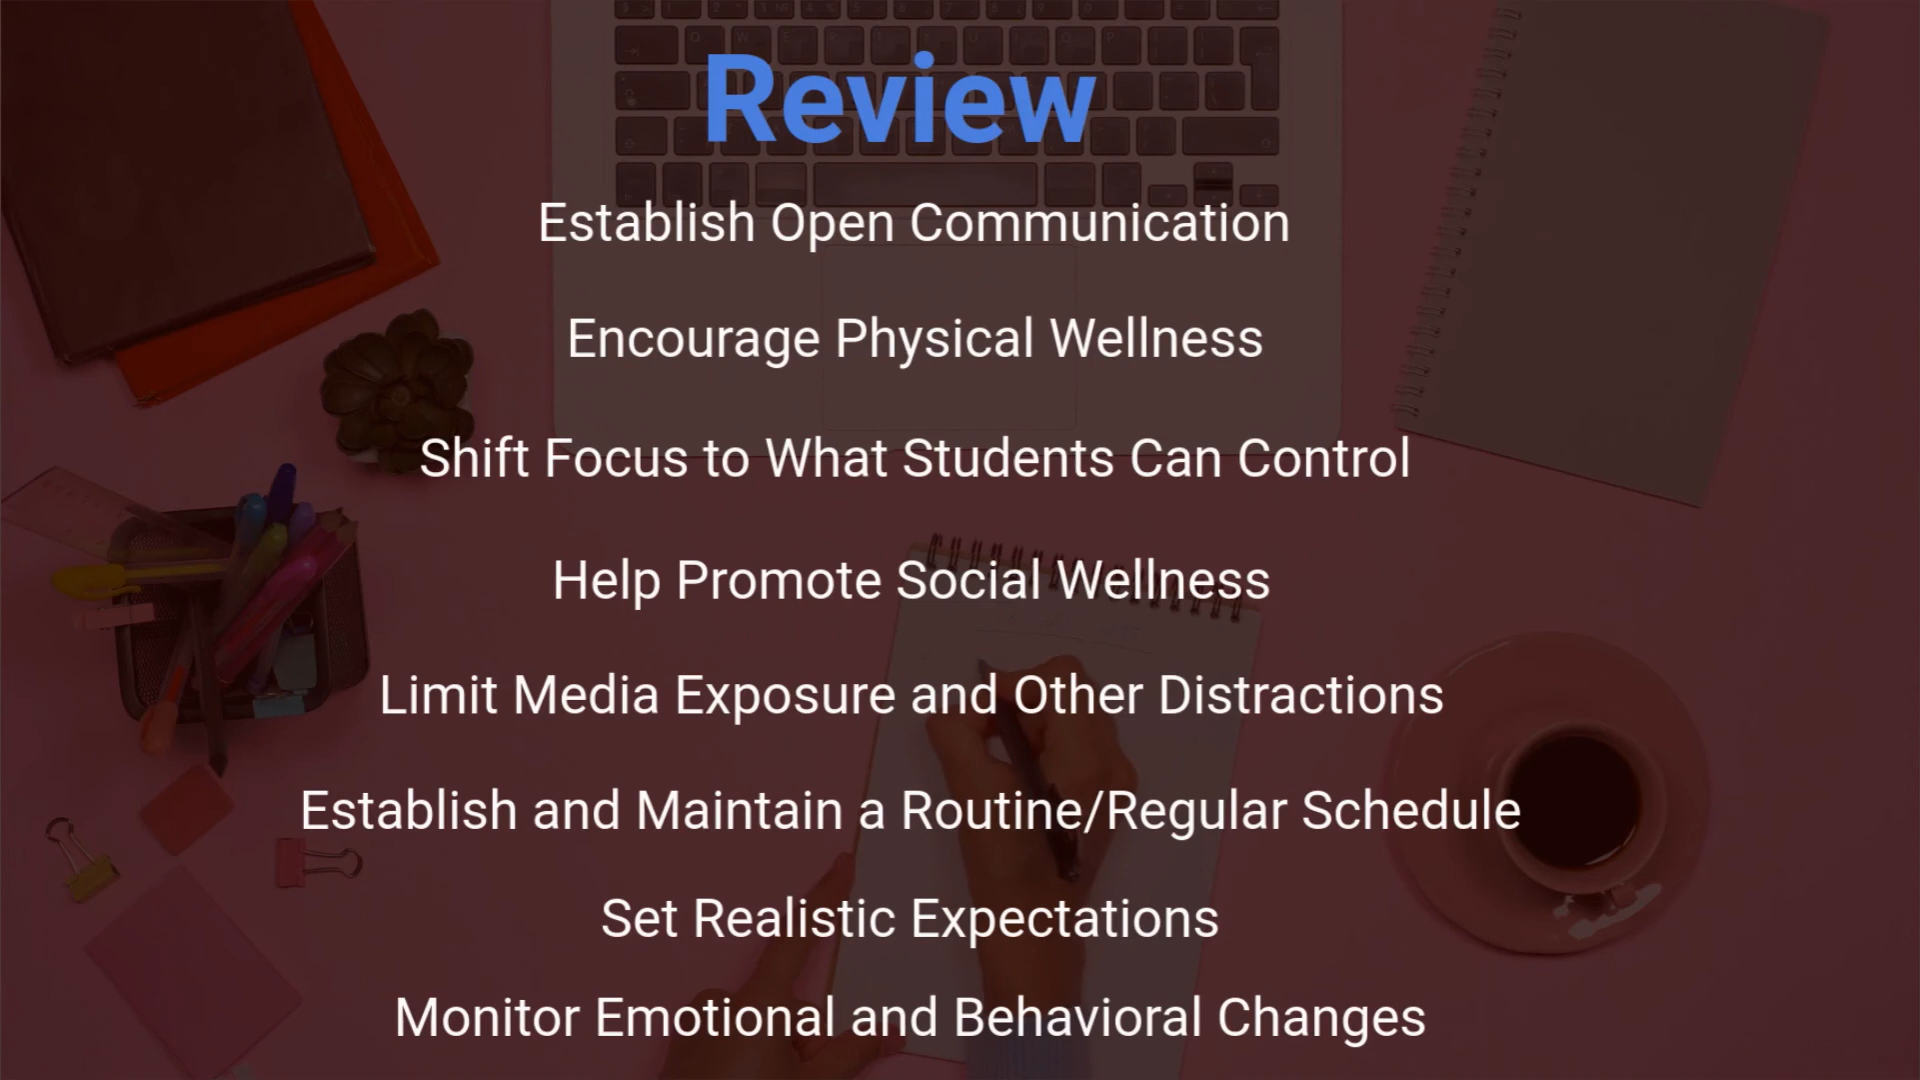 Review
Establish Open Communication
Encourage Physical Wellness
Shift Focus to What Students Can Control
Help Promote Social Wellness
Limit Media Exposure and Other Distractions
Establish and Maintain a Routine/Regular Schedule
Set Realistic Expectations
Monitor Emotional and Behavioral Changes